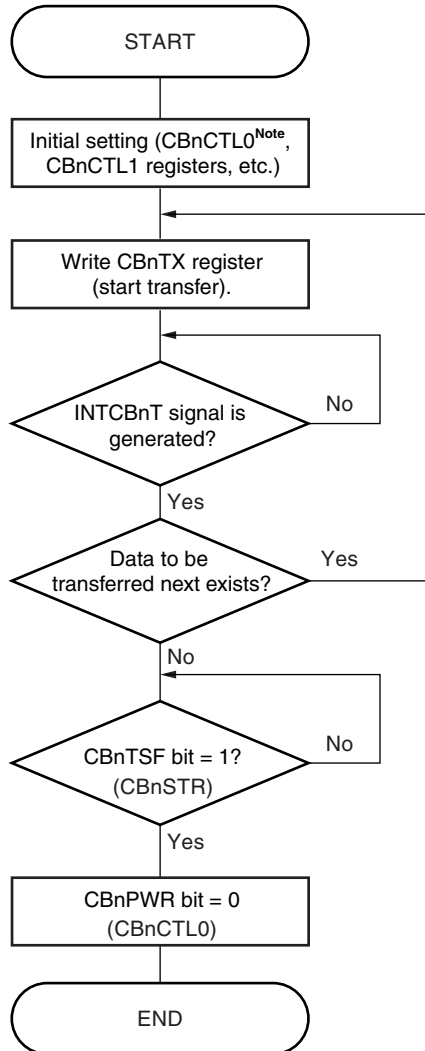 START
Initial setting (CBnCTL0Note,
CBnCTL1 registers, etc.)
Write CBnTX register
(start transfer).
INTCBnT signal is
generated?
No
Yes
Data to be
transferred next exists?
Yes
No
CBnTSF bit = 1?
(CBnSTR)
No
Yes
CBnPWR bit = 0
(CBnCTL0)
END